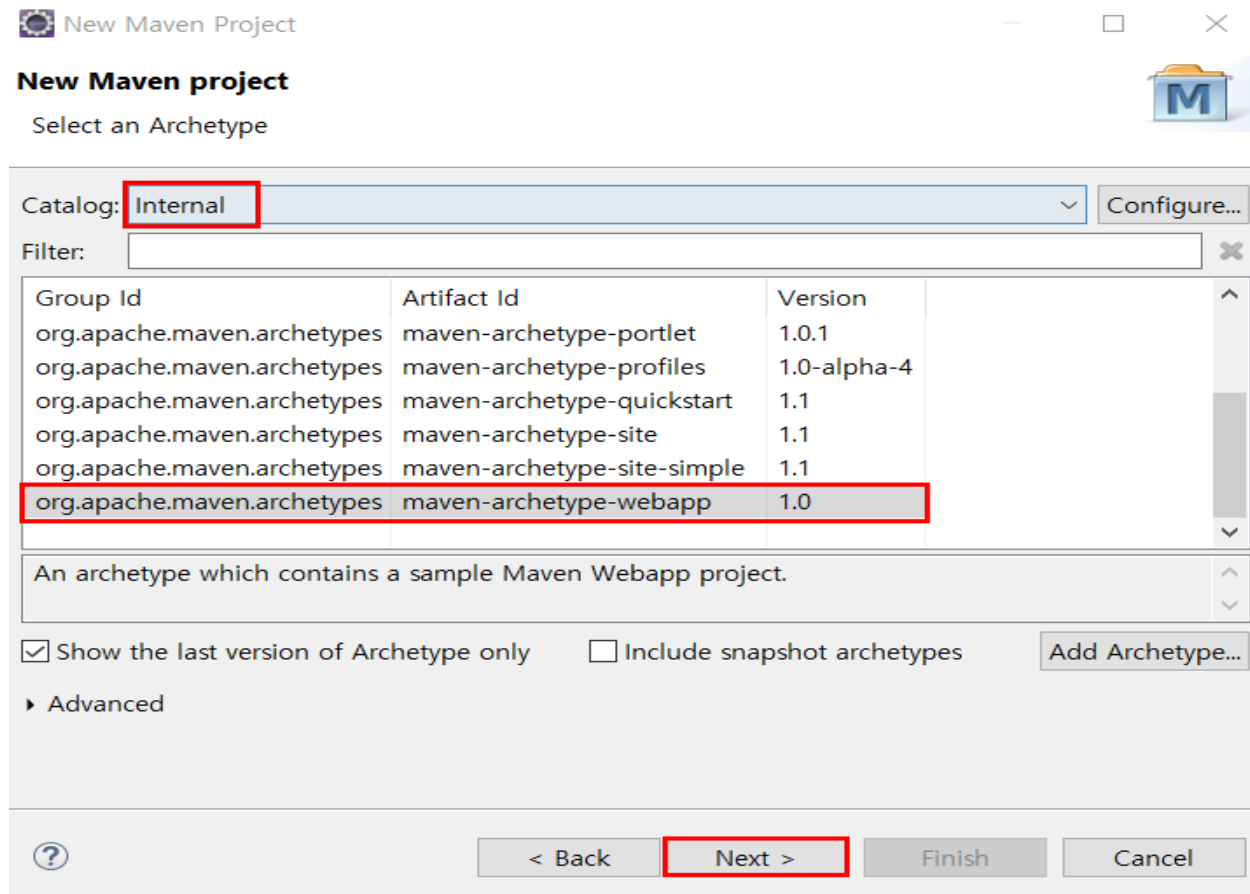 New Maven Project
New Maven project
Select an Archetype
M
Catalog: Internal Configure...
Filter:
Group Id Artifact Id Version
org.apache.maven.archetypes maven-archetype-portlet 1.0.1
org.apache.maven.archetypes maven-archetype-profiles 1.0-alpha-4
org.apache.maven.archetypes maven-archetype-quickstart 1.1
org.apache.maven.archetypes maven-archetype-site 1.1
org.apache.maven.archetypes maven-archetype-site-simple 1.1
org.apache.maven.archetypes maven-archetype-webapp 1.0
An archetype which contains a sample Maven Webapp project.
Show the last version of Archetype only Include snapshot archetypes Add Archetype...
Advanced
? < Back Next > Finish Cancel